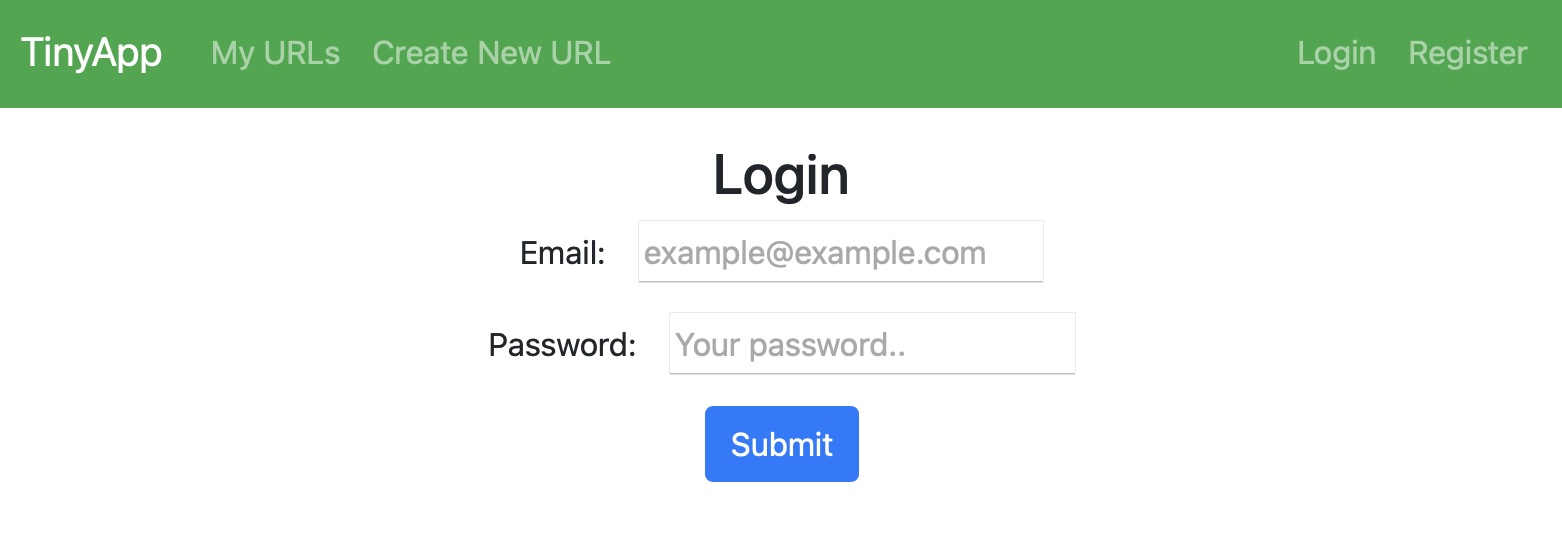 TinyApp My URLs Create New URL Login Register
Login
Email: example@example.com
Password: Your password..
Submit